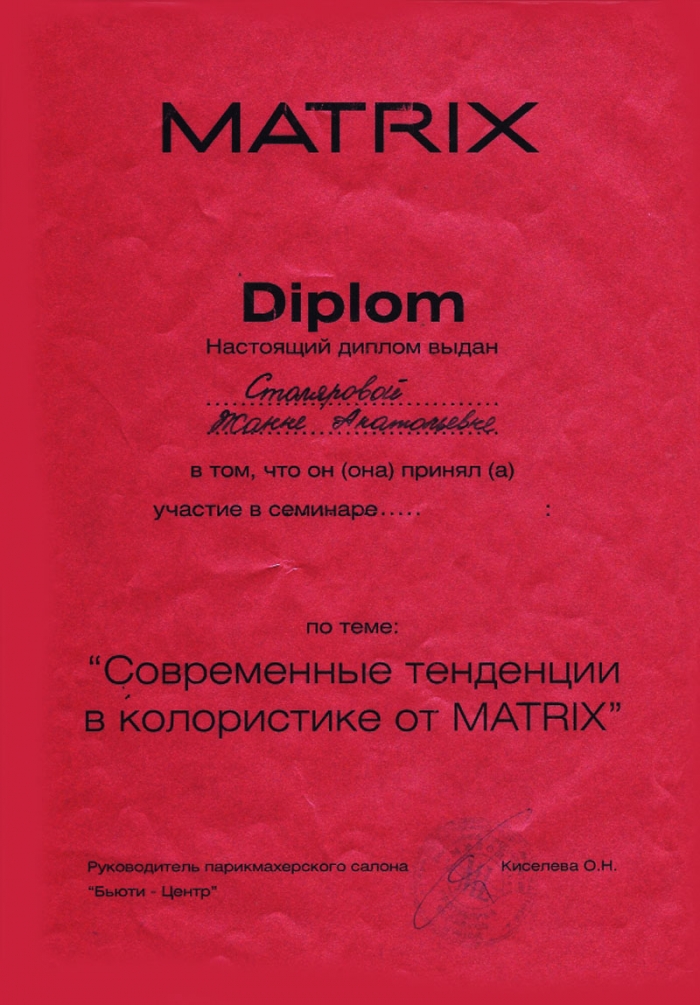 MATRIX
Diplom
Настоящий диплом выдан
Столяровой
Жанне Анатольевне
в том, что он (она) принял (а)
участие в семинаре..... :
по теме:
“Современные тенденции
в колористике от MATRIX”
Руководитель парикмахерского салона Киселева О.Н.
“Бьюти - Центр”